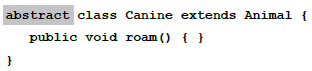 abstract class Canine extends Animal {
public void roam() { }
}